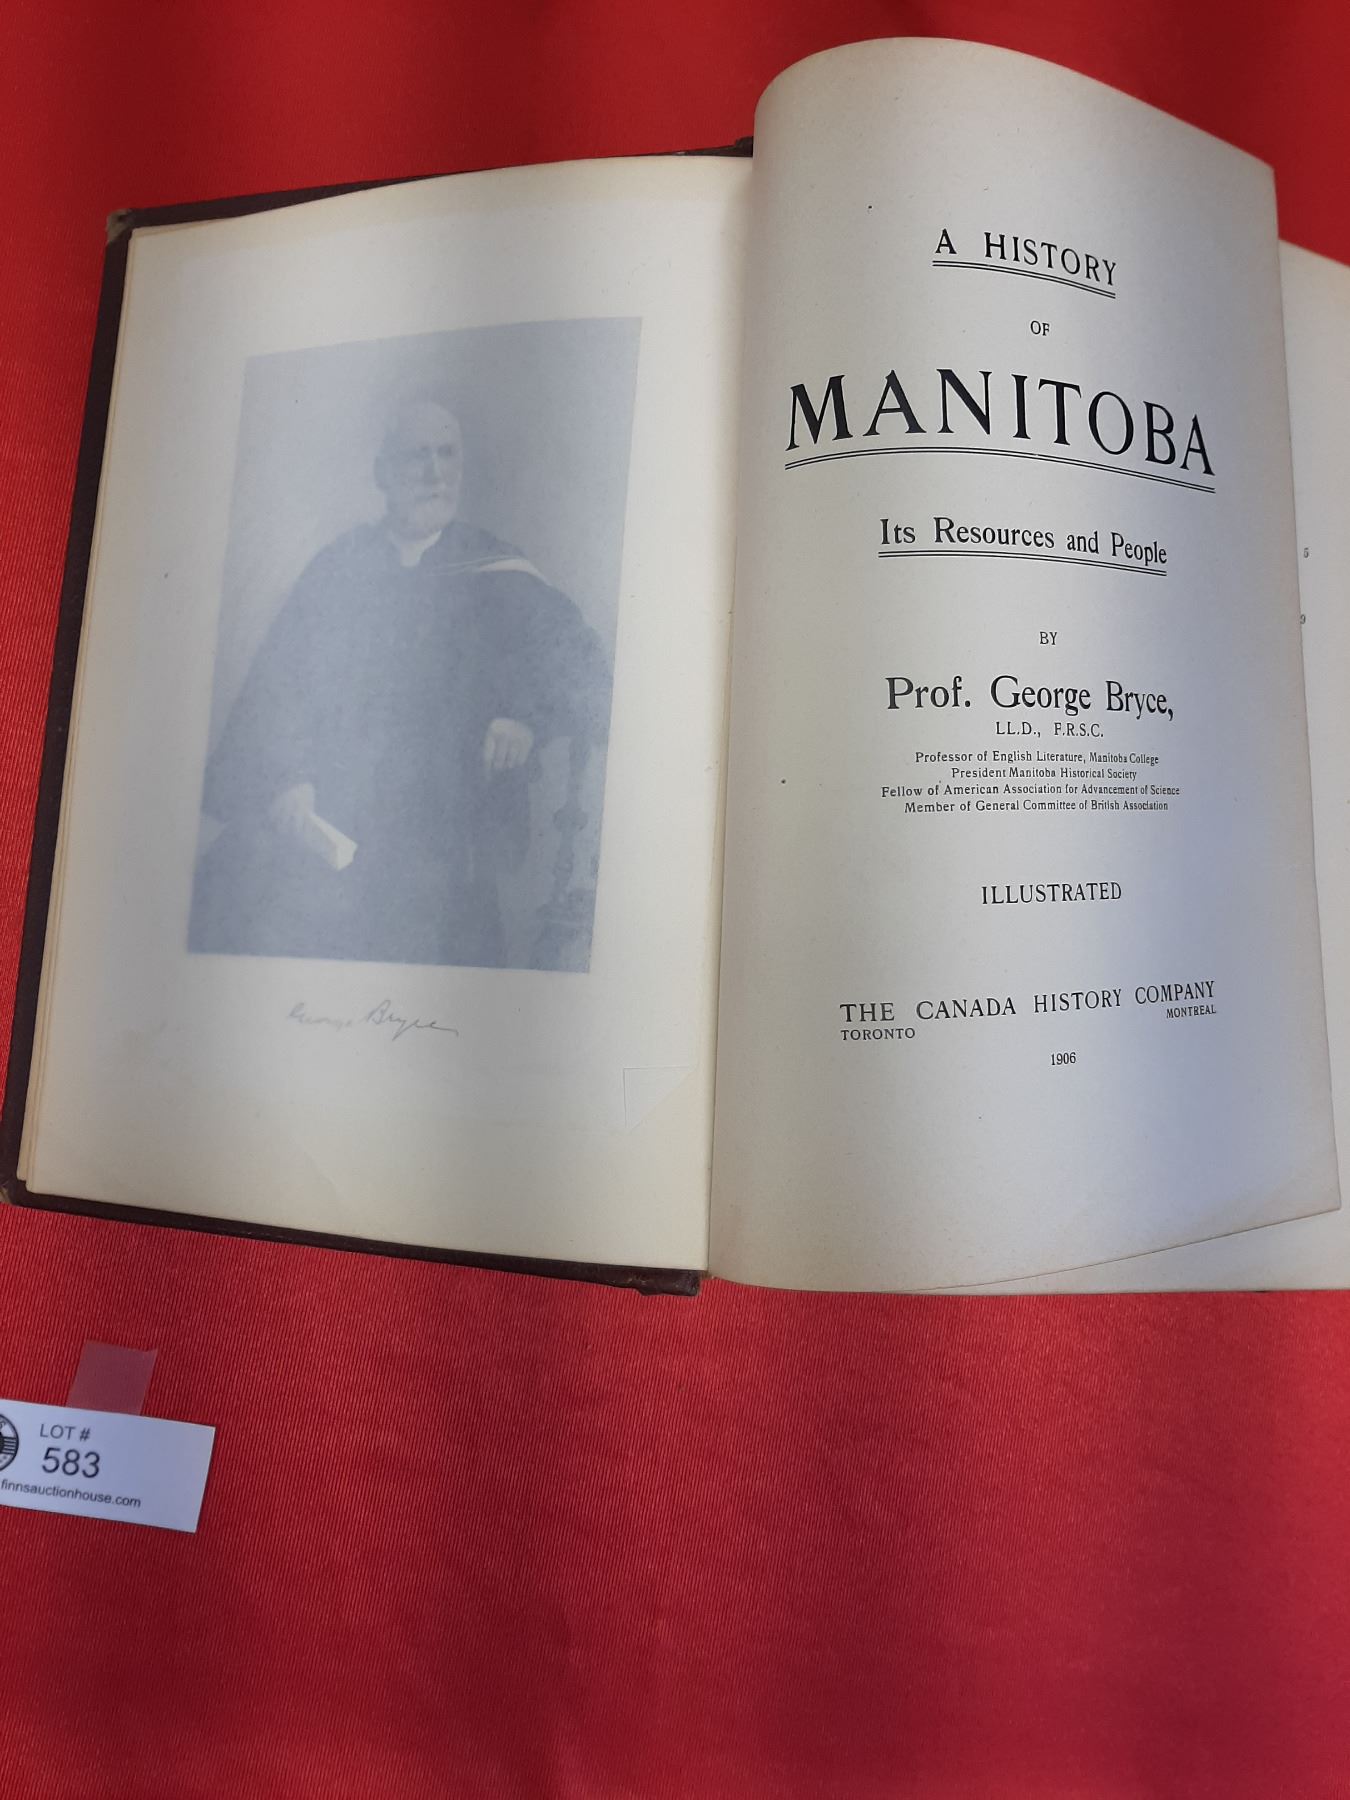 George Bryce
A HISTORY
OF
MANITOBA
Its Resources and People
BY
Prof. George Bryce,
LL.D., F.R.S.C.
Professor of English Literature, Manitoba College
President Manitoba Historical Society
Fellow of American Association for Advancement of Science
Member of General Committee of British Association
ILLUSTRATED
THE CANADA HISTORY COMPANY
TORONTO MONTREAL
1906
5
9
LOT #
583
finnsauctionhouse.com